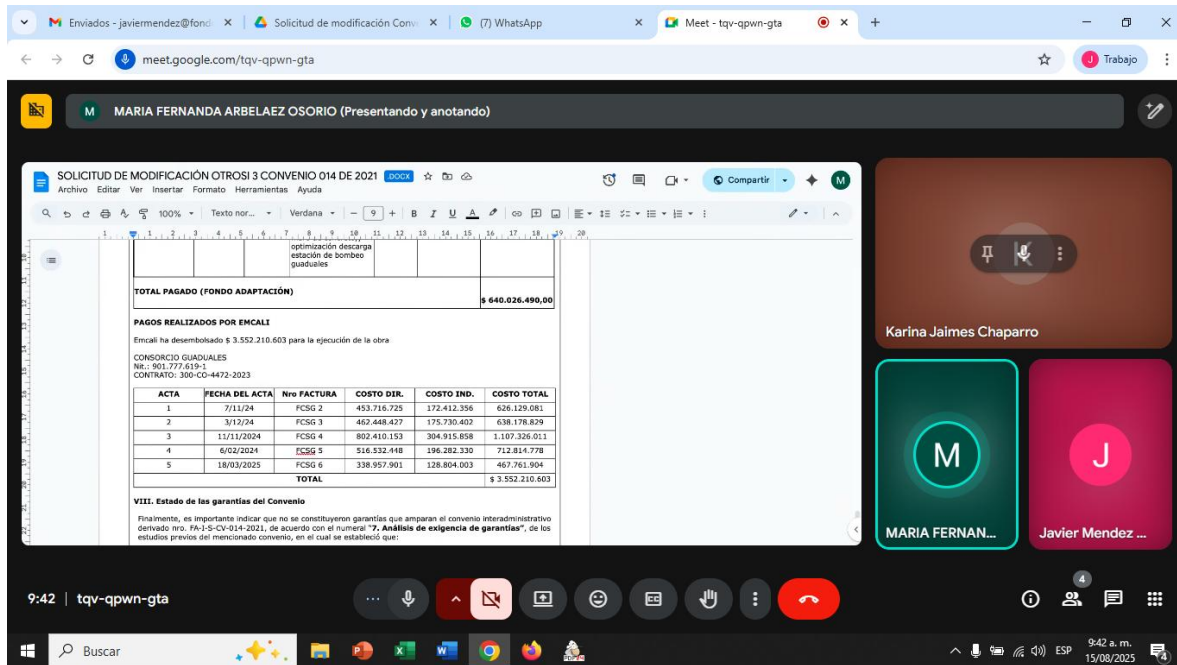 Enviados - javiermendez@fond
Solicitud de modificación Conv
(7) WhatsApp
Meet - tqv-qpwn-gta
meet.google.com/tqv-qpwn-gta
J Trabajo
M MARIA FERNANDA ARBELAEZ OSORIO (Presentando y anotando)
SOLICITUD DE MODIFICACIÓN OTROSI 3 CONVENIO 014 DE 2021 .DOCX
Archivo Editar Ver Insertar Formato Herramientas Ayuda
Compartir
M
100% Texto nor... Verdana − 9 + B I U A
optimización descarga
estación de bombeo
guaduales
TOTAL PAGADO (FONDO ADAPTACIÓN)
$ 640.026.490,00
PAGOS REALIZADOS POR EMCALI
Emcali ha desembolsado $ 3.552.210.603 para la ejecución de la obra
CONSORCIO GUADUALES
Nit.: 901.777.619-1
CONTRATO: 300-CO-4472-2023
ACTA FECHA DEL ACTA Nro FACTURA COSTO DIR. COSTO IND. COSTO TOTAL
1 7/11/24 FCSG 2 453.716.725 172.412.356 626.129.081
2 3/12/24 FCSG 3 462.448.427 175.730.402 638.178.829
3 11/11/2024 FCSG 4 802.410.153 304.915.858 1.107.326.011
4 6/02/2024 FCSG 5 516.532.448 196.282.330 712.814.778
5 18/03/2025 FCSG 6 338.957.901 128.804.003 467.761.904
TOTAL $ 3.552.210.603
VIII. Estado de las garantías del Convenio
Finalmente, es importante indicar que no se constituyeron garantías que amparan el convenio interadministrativo
derivado nro. FA-I-S-CV-014-2021, de acuerdo con el numeral "7. Análisis de exigencia de garantías", de los
estudios previos del mencionado convenio, en el cual se estableció que:
K
Karina Jaimes Chaparro
M
MARIA FERNAN...
J
Javier Mendez ...
9:42 | tqv-qpwn-gta
4
Buscar
ESP
9:42 a. m.
15/08/2025
4